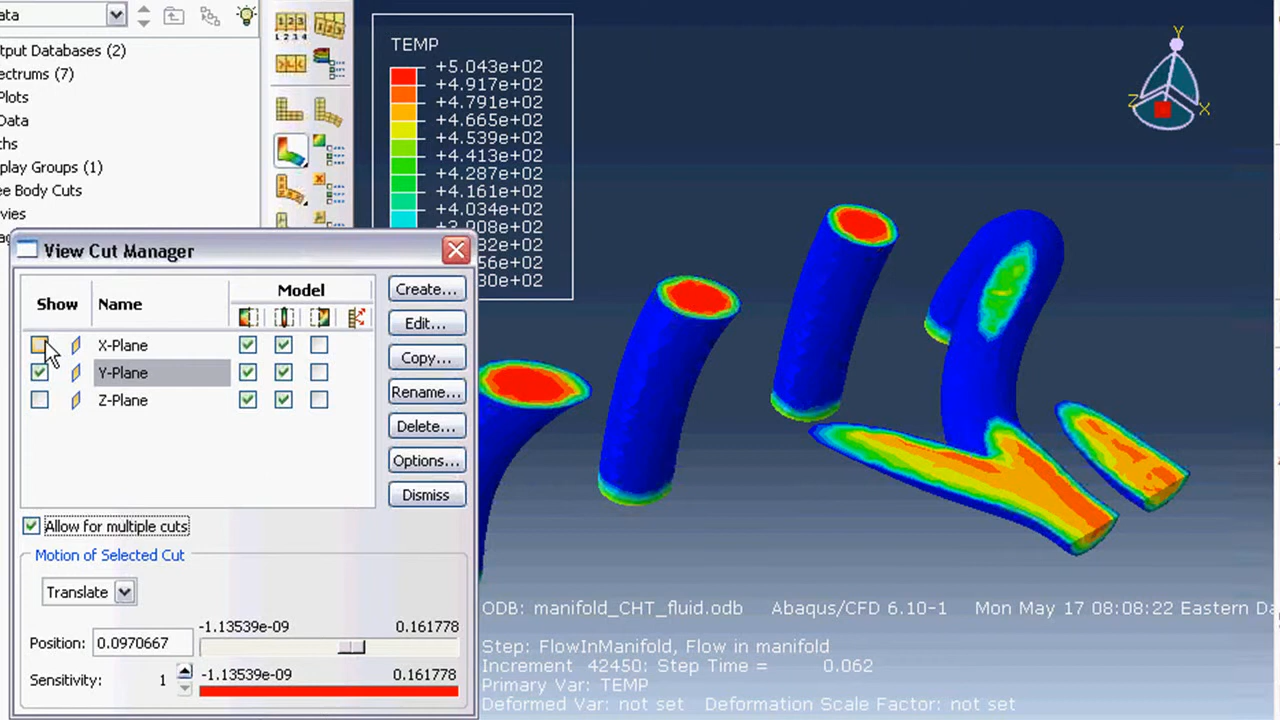 ata
tput Databases (2)
ectrums (7)
Plots
Data
ths
play Groups (1)
ee Body Cuts
vies
TEMP
+5.043e+02
+4.917e+02
+4.791e+02
+4.665e+02
+4.539e+02
+4.413e+02
+4.287e+02
+4.161e+02
+4.034e+02
View Cut Manager
Show Name Model
X-Plane
Y-Plane
Z-Plane
Create...
Edit...
Copy...
Rename...
Delete...
Options...
Dismiss
Allow for multiple cuts
Motion of Selected Cut
Translate
-1.13539e-09 0.161778
Position: 0.0970667
-1.13539e-09 0.161778
Sensitivity: 1
Y
Z
X
ODB: manifold_CHT_fluid.odb Abaqus/CFD 6.10-1 Mon May 17 08:08:22 Eastern Da
Step: FlowInManifold, Flow in manifold
Increment 42450: Step Time = 0.062
Primary Var: TEMP
Deformed Var: not set Deformation Scale Factor: not set